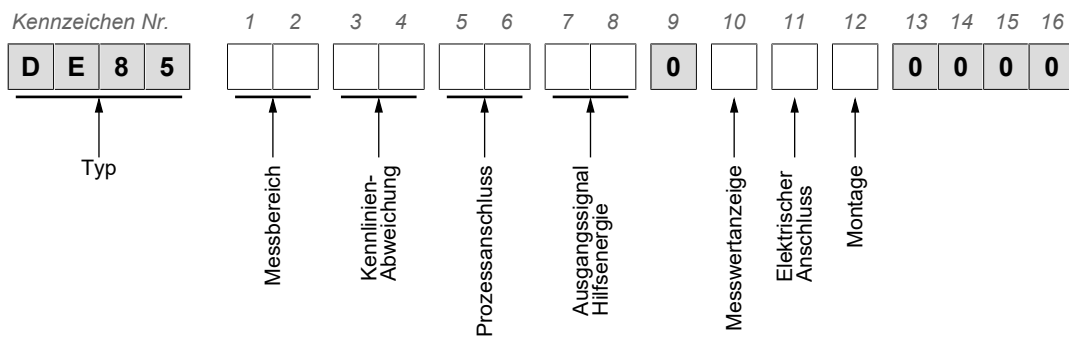 Kennzeichen Nr. 1 2 3 4 5 6 7 8 9 10 11 12 13 14 15 16
D E 8 5 0 0 0 0 0
Typ
Messbereich
Kennlinien-
Abweichung
Prozessanschluss
Ausgangssignal
Hilfsenergie
Messwertanzeige
Elektrischer
Anschluss
Montage